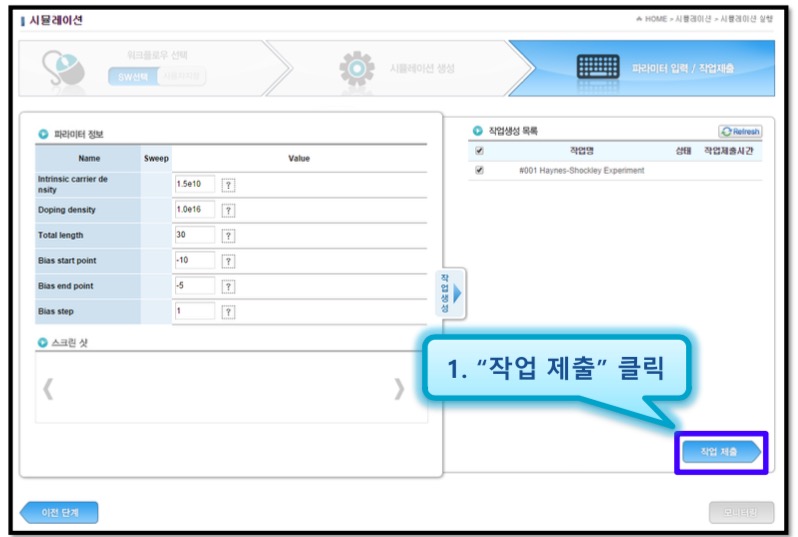 시뮬레이션
HOME > 시뮬레이션 > 시뮬레이션 실행
워크플로우 선택
SW선택
시뮬레이션 생성
파라미터 입력 / 작업제출
파라미터 정보
Name Sweep Value
Intrinsic carrier de
nsity 1.5e10 ?
Doping density 1.0e16 ?
Total length 30 ?
Bias start point -10 ?
Bias end point -5 ?
Bias step 1 ?
스크린 샷
작업생성
작업생성 목록 Refresh
작업명 상태 작업제출시간
#001 Haynes-Shockley Experiment
1. “작업 제출” 클릭
작업 제출
이전 단계
모니터링